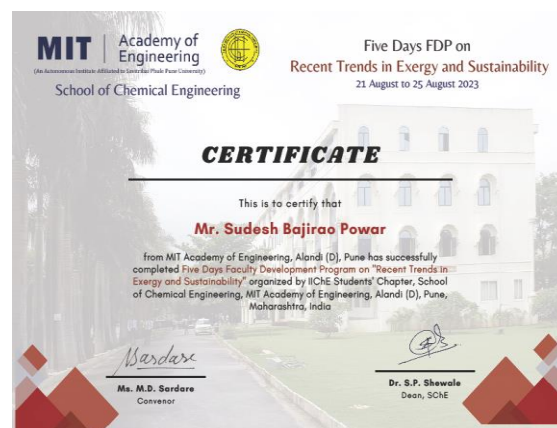 MIT
Academy of
Engineering
(An Autonomous Institute Affiliated to Savitribai Phule Pune University)
School of Chemical Engineering
Five Days FDP on
Recent Trends in Exergy and Sustainability
21 August to 25 August 2023
CERTIFICATE
This is to certify that
Mr. Sudesh Bajirao Powar
from MIT Academy of Engineering, Alandi (D), Pune has successfully
completed Five Days Faculty Development Program on "Recent Trends in
Exergy and Sustainability" organized by IIChE Students' Chapter, School
of Chemical Engineering, MIT Academy of Engineering, Alandi (D), Pune,
Maharashtra, India
Msardare
Ms. M.D. Sardare
Convenor
Dr. S.P. Shewale
Dean, SChE